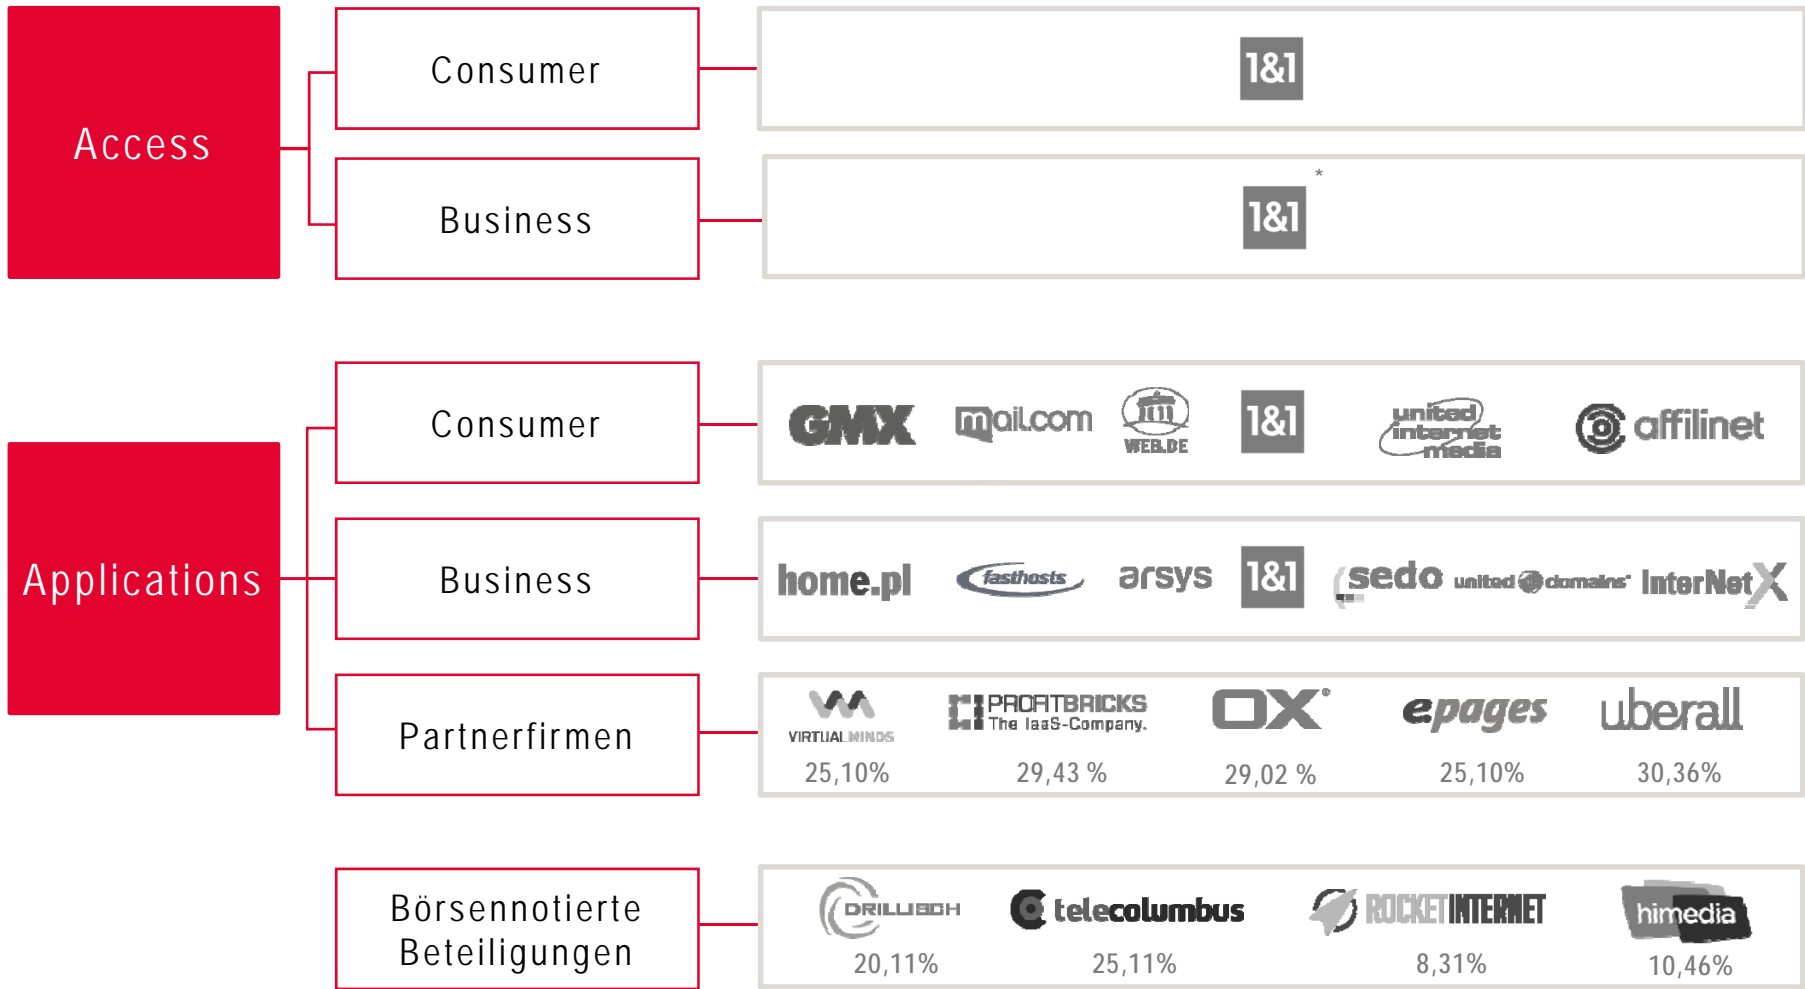 Access
Consumer
1&1
Business
1&1 *
Applications
Consumer
GMX mail.com WEB.DE 1&1 united internet media affilinet
Business
home.pl fasthosts arsys 1&1 sedo united domains InterNetX
Partnerfirmen
VIRTUAL MINDS
PROFITBRICKS
The IaaS-Company.
OX®
epages
uberall
25,10% 29,43 % 29,02 % 25,10% 30,36%
Börsennotierte
Beteiligungen
DRILLISCH telecolumbus ROCKET INTERNET himedia
20,11% 25,11% 8,31% 10,46%